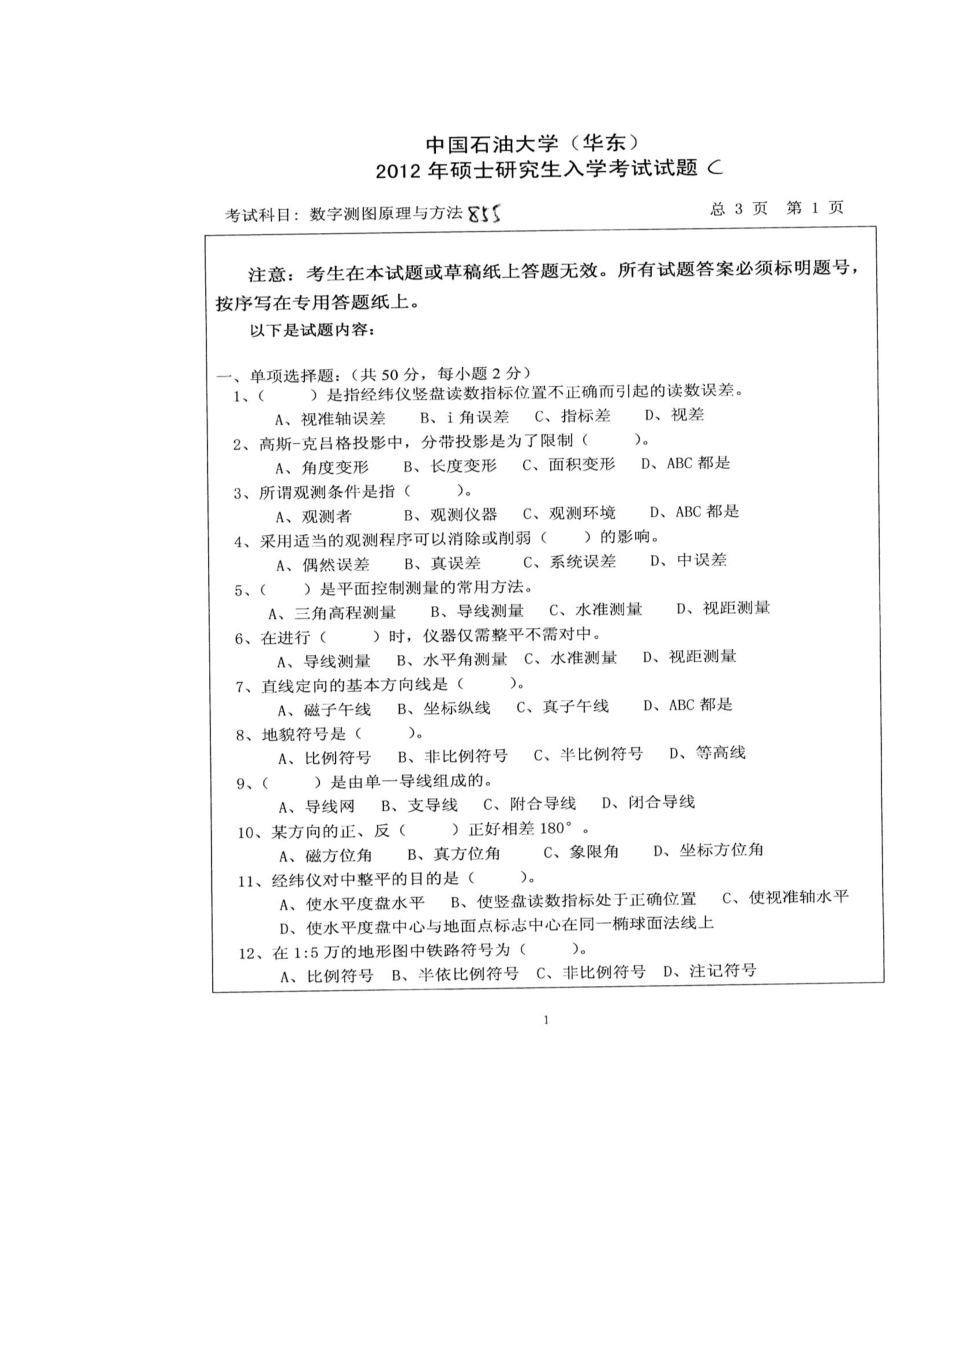 中国石油大学（华东）
2012 年硕士研究生入学考试试题 C
考试科目：数字测图原理与方法 855 总 3 页 第 1 页
注意：考生在本试题或草稿纸上答题无效。所有试题答案必须标明题号，
按序写在专用答题纸上。
以下是试题内容：
一、单项选择题：（共 50 分，每小题 2 分）
1、（ ）是指经纬仪竖盘读数指标位置不正确而引起的读数误差。
A、视准轴误差 B、i 角误差 C、指标差 D、视差
2、高斯-克吕格投影中，分带投影是为了限制（ ）。
A、角度变形 B、长度变形 C、面积变形 D、ABC 都是
3、所谓观测条件是指（ ）。
A、观测者 B、观测仪器 C、观测环境 D、ABC 都是
4、采用适当的观测程序可以消除或削弱（ ）的影响。
A、偶然误差 B、真误差 C、系统误差 D、中误差
5、（ ）是平面控制测量的常用方法。
A、三角高程测量 B、导线测量 C、水准测量 D、视距测量
6、在进行（ ）时，仪器仅需整平不需对中。
A、导线测量 B、水平角测量 C、水准测量 D、视距测量
7、直线定向的基本方向线是（ ）。
A、磁子午线 B、坐标纵线 C、真子午线 D、ABC 都是
8、地貌符号是（ ）。
A、比例符号 B、非比例符号 C、半比例符号 D、等高线
9、（ ）是由单一导线组成的。
A、导线网 B、支导线 C、附合导线 D、闭合导线
10、某方向的正、反（ ）正好相差 180°。
A、磁方位角 B、真方位角 C、象限角 D、坐标方位角
11、经纬仪对中整平的目的是（ ）。
A、使水平度盘水平 B、使竖盘读数指标处于正确位置 C、使视准轴水平
D、使水平度盘中心与地面点标志中心在同一椭球面法线上
12、在 1:5 万的地形图中铁路符号为（ ）。
A、比例符号 B、半依比例符号 C、非比例符号 D、注记符号
1